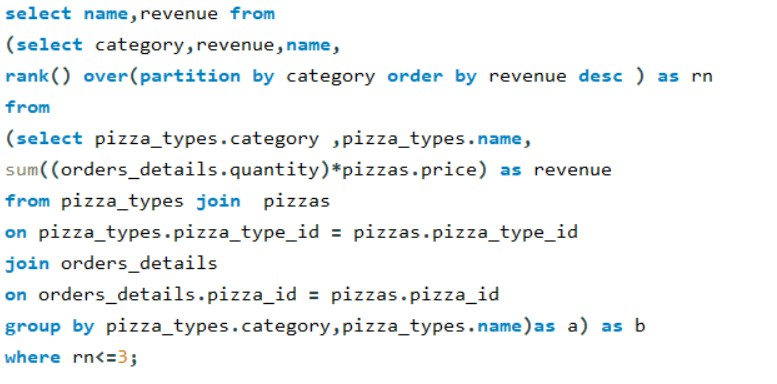 select name,revenue from
(select category,revenue,name,
rank() over(partition by category order by revenue desc ) as rn
from
(select pizza_types.category ,pizza_types.name,
sum((orders_details.quantity)*pizzas.price) as revenue
from pizza_types join  pizzas
on pizza_types.pizza_type_id = pizzas.pizza_type_id
join orders_details
on orders_details.pizza_id = pizzas.pizza_id
group by pizza_types.category,pizza_types.name)as a) as b
where rn<=3;